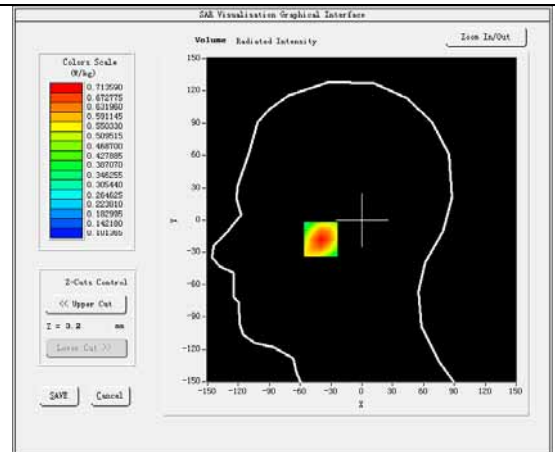 SAR Visualisation Graphical Interface
Volume Radiated Intensity
Zoom In/Out
Colors Scale
(W/kg)
0.713590
0.672775
0.631960
0.591145
0.550330
0.509515
0.468700
0.427885
0.387070
0.346255
0.305440
0.264625
0.223810
0.182995
0.142180
0.101365
Z-Cuts Control
<< Upper Cut
Z = 3.2 mm
Lower Cut >>
SAVE
Cancel
150
120
90
60
30
0
-30
-60
-90
-120
-150
Y
-150 -120 -90 -60 -30 0 30 60 90 120 150
X